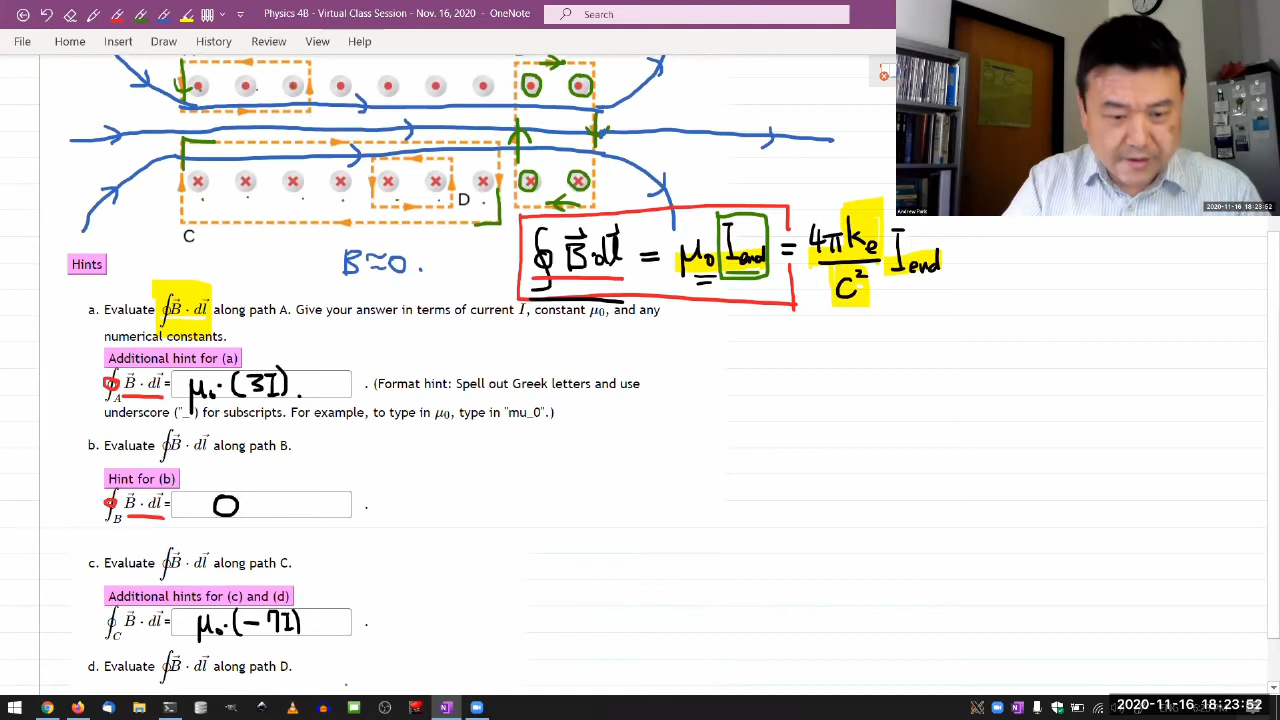 Physics 4B - Virtual Class Session - Nov. 16, 2020 - OneNote
Search
File Home Insert Draw History Review View Help
D
C
Andrew Park
2020-11-16 18:23:52
B⃗ ≈ 0.
∮ B⃗·dl⃗ = μ₀ I_end = 4πk_e/c² I_end
Hints
a. Evaluate ∮B⃗ · dl⃗ along path A. Give your answer in terms of current I, constant μ₀, and any
numerical constants.
Additional hint for (a)
∮_A B⃗ · dl⃗ = μ₀·(3I). . (Format hint: Spell out Greek letters and use
underscore ("_") for subscripts. For example, to type in μ₀, type in "mu_0".)
b. Evaluate ∮B⃗ · dl⃗ along path B.
Hint for (b)
∮_B B⃗ · dl⃗ = 0 .
c. Evaluate ∮B⃗ · dl⃗ along path C.
Additional hints for (c) and (d)
∮_C B⃗ · dl⃗ = μ₀·(-7I) .
d. Evaluate ∮B⃗ · dl⃗ along path D.
2020-11-16 18:23:52